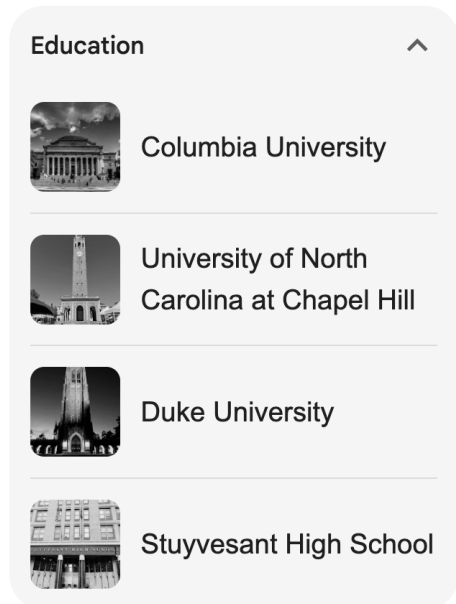 Education
Columbia University
University of North
Carolina at Chapel Hill
Duke University
Stuyvesant High School